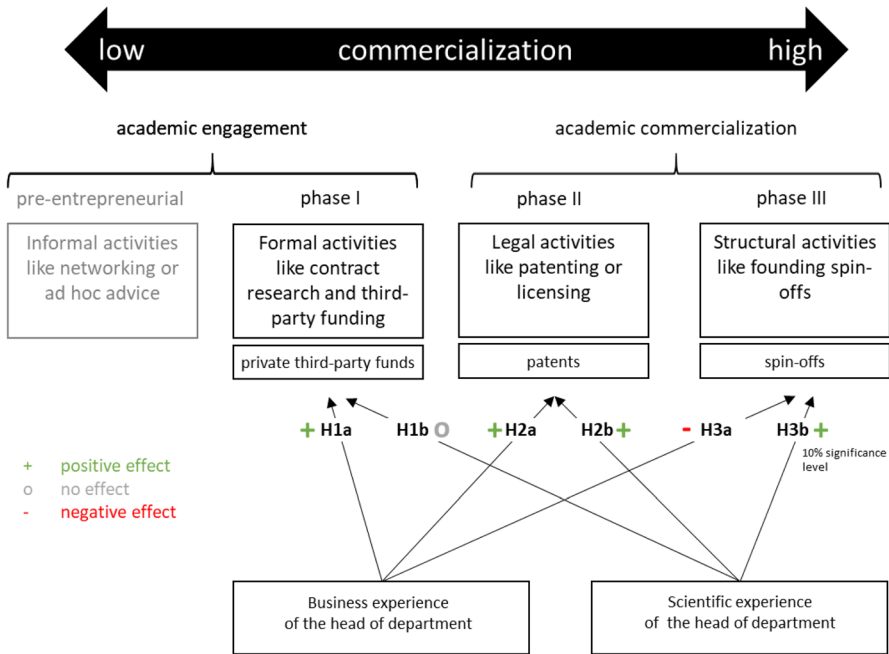 low commercialization high
academic engagement academic commercialization
pre-entrepreneurial phase I phase II phase III
Informal activities
like networking or
ad hoc advice
Formal activities
like contract
research and third-
party funding
Legal activities
like patenting or
licensing
Structural activities
like founding spin-
offs
private third-party funds patents spin-offs
+ H1a H1b o + H2a H2b + - H3a H3b +
10% significance
level
+ positive effect
o no effect
- negative effect
Business experience
of the head of department
Scientific experience
of the head of department